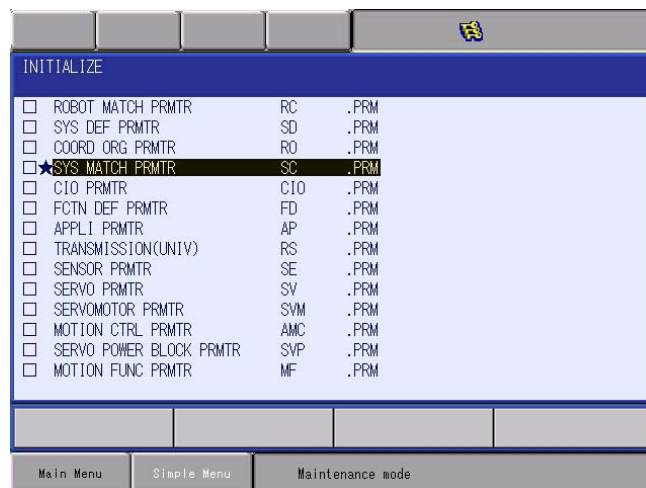 INITIALIZE
ROBOT MATCH PRMTR RC .PRM
SYS DEF PRMTR SD .PRM
COORD ORG PRMTR RO .PRM
★SYS MATCH PRMTR SC .PRM
CIO PRMTR CIO .PRM
FCTN DEF PRMTR FD .PRM
APPLI PRMTR AP .PRM
TRANSMISSION(UNIV) RS .PRM
SENSOR PRMTR SE .PRM
SERVO PRMTR SV .PRM
SERVOMOTOR PRMTR SVM .PRM
MOTION CTRL PRMTR AMC .PRM
SERVO POWER BLOCK PRMTR SVP .PRM
MOTION FUNC PRMTR MF .PRM
Main Menu Simple Menu Maintenance mode